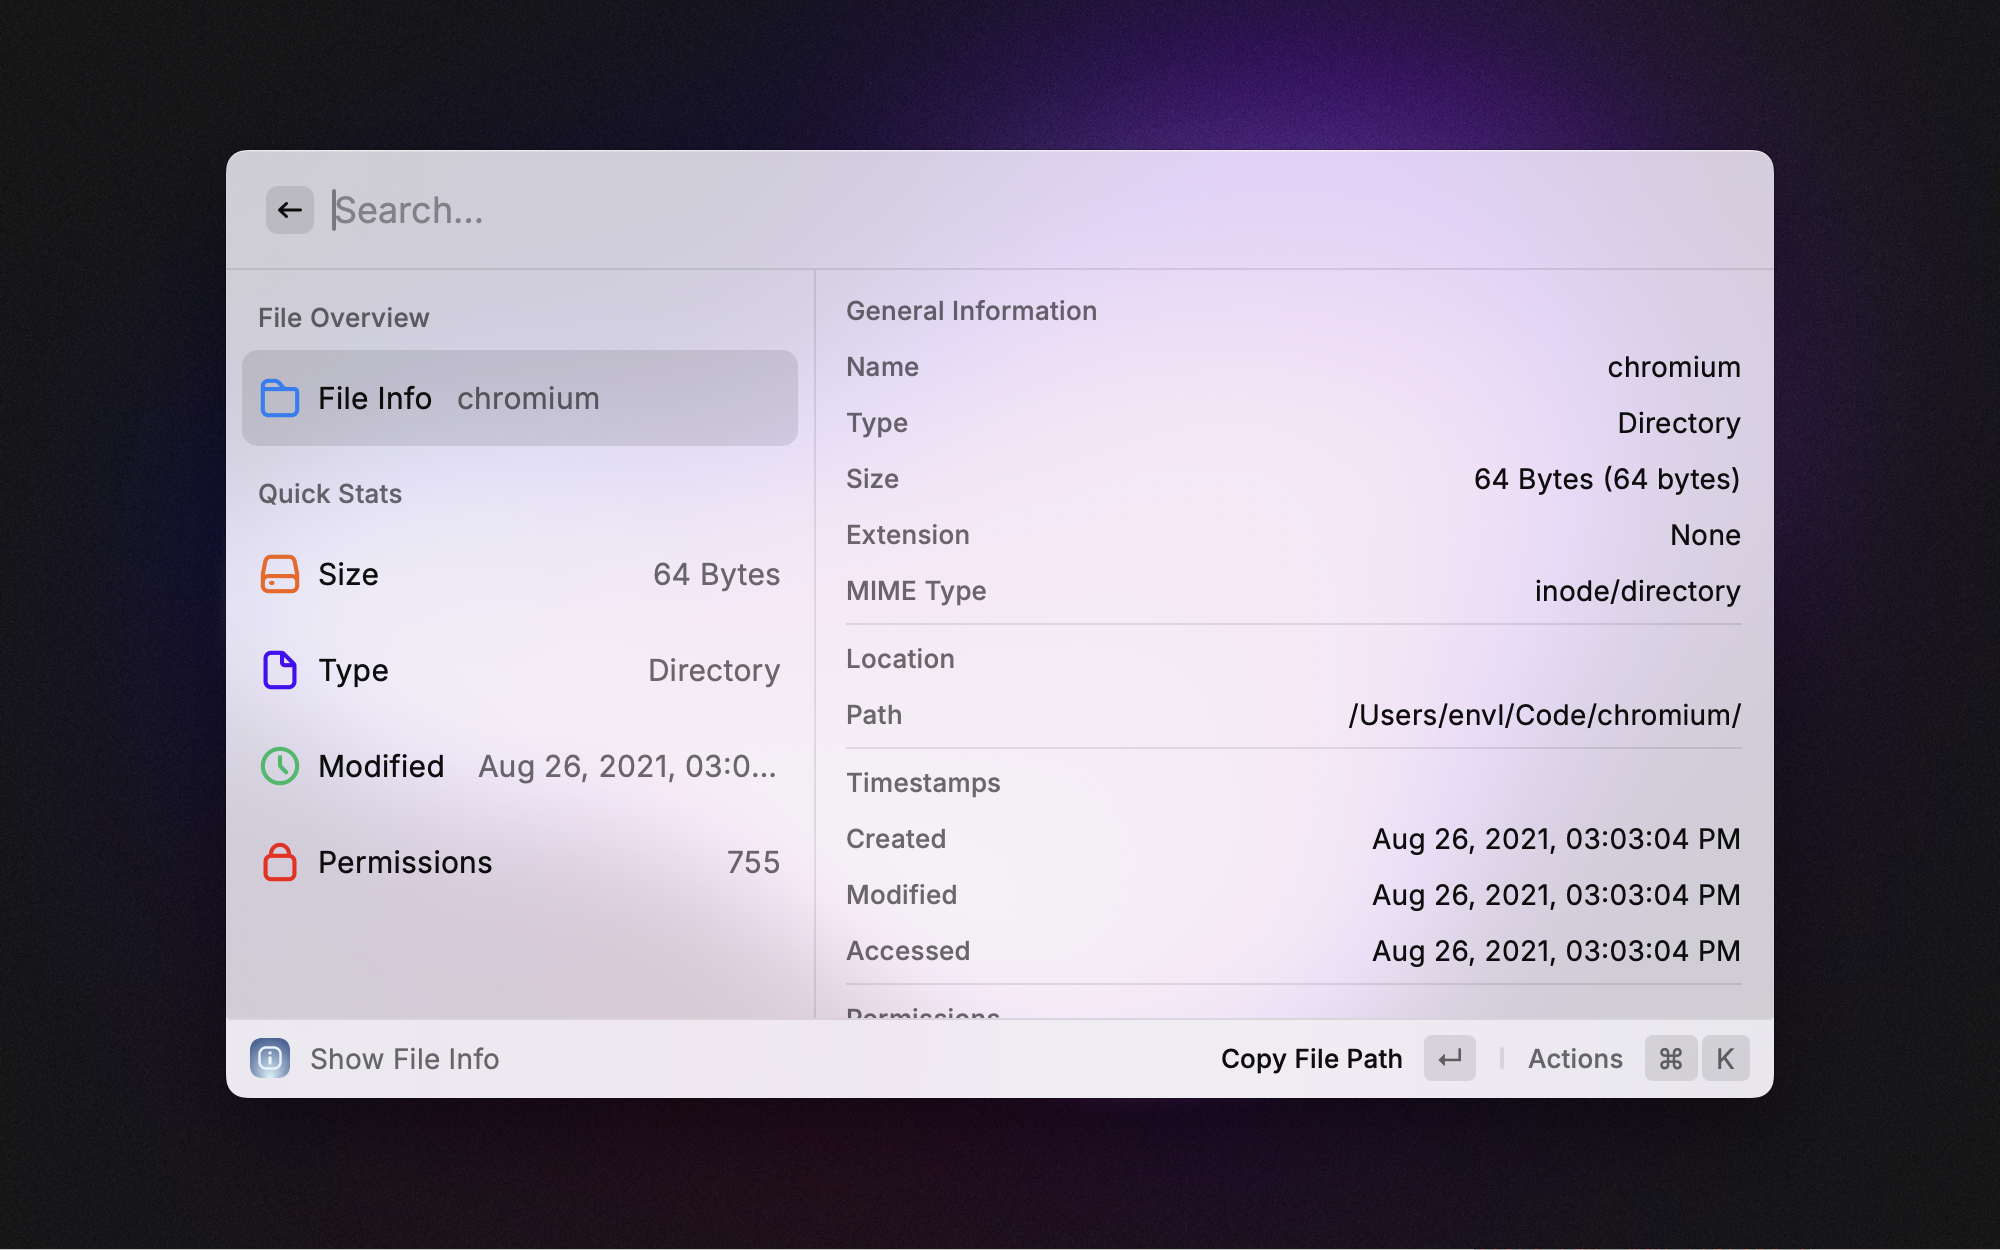 Search...
File Overview
File Info chromium
Quick Stats
Size 64 Bytes
Type Directory
Modified Aug 26, 2021, 03:0...
Permissions 755
General Information
Name chromium
Type Directory
Size 64 Bytes (64 bytes)
Extension None
MIME Type inode/directory
Location
Path /Users/envl/Code/chromium/
Timestamps
Created Aug 26, 2021, 03:03:04 PM
Modified Aug 26, 2021, 03:03:04 PM
Accessed Aug 26, 2021, 03:03:04 PM
Permissions
Show File Info Copy File Path ↵ Actions ⌘ K